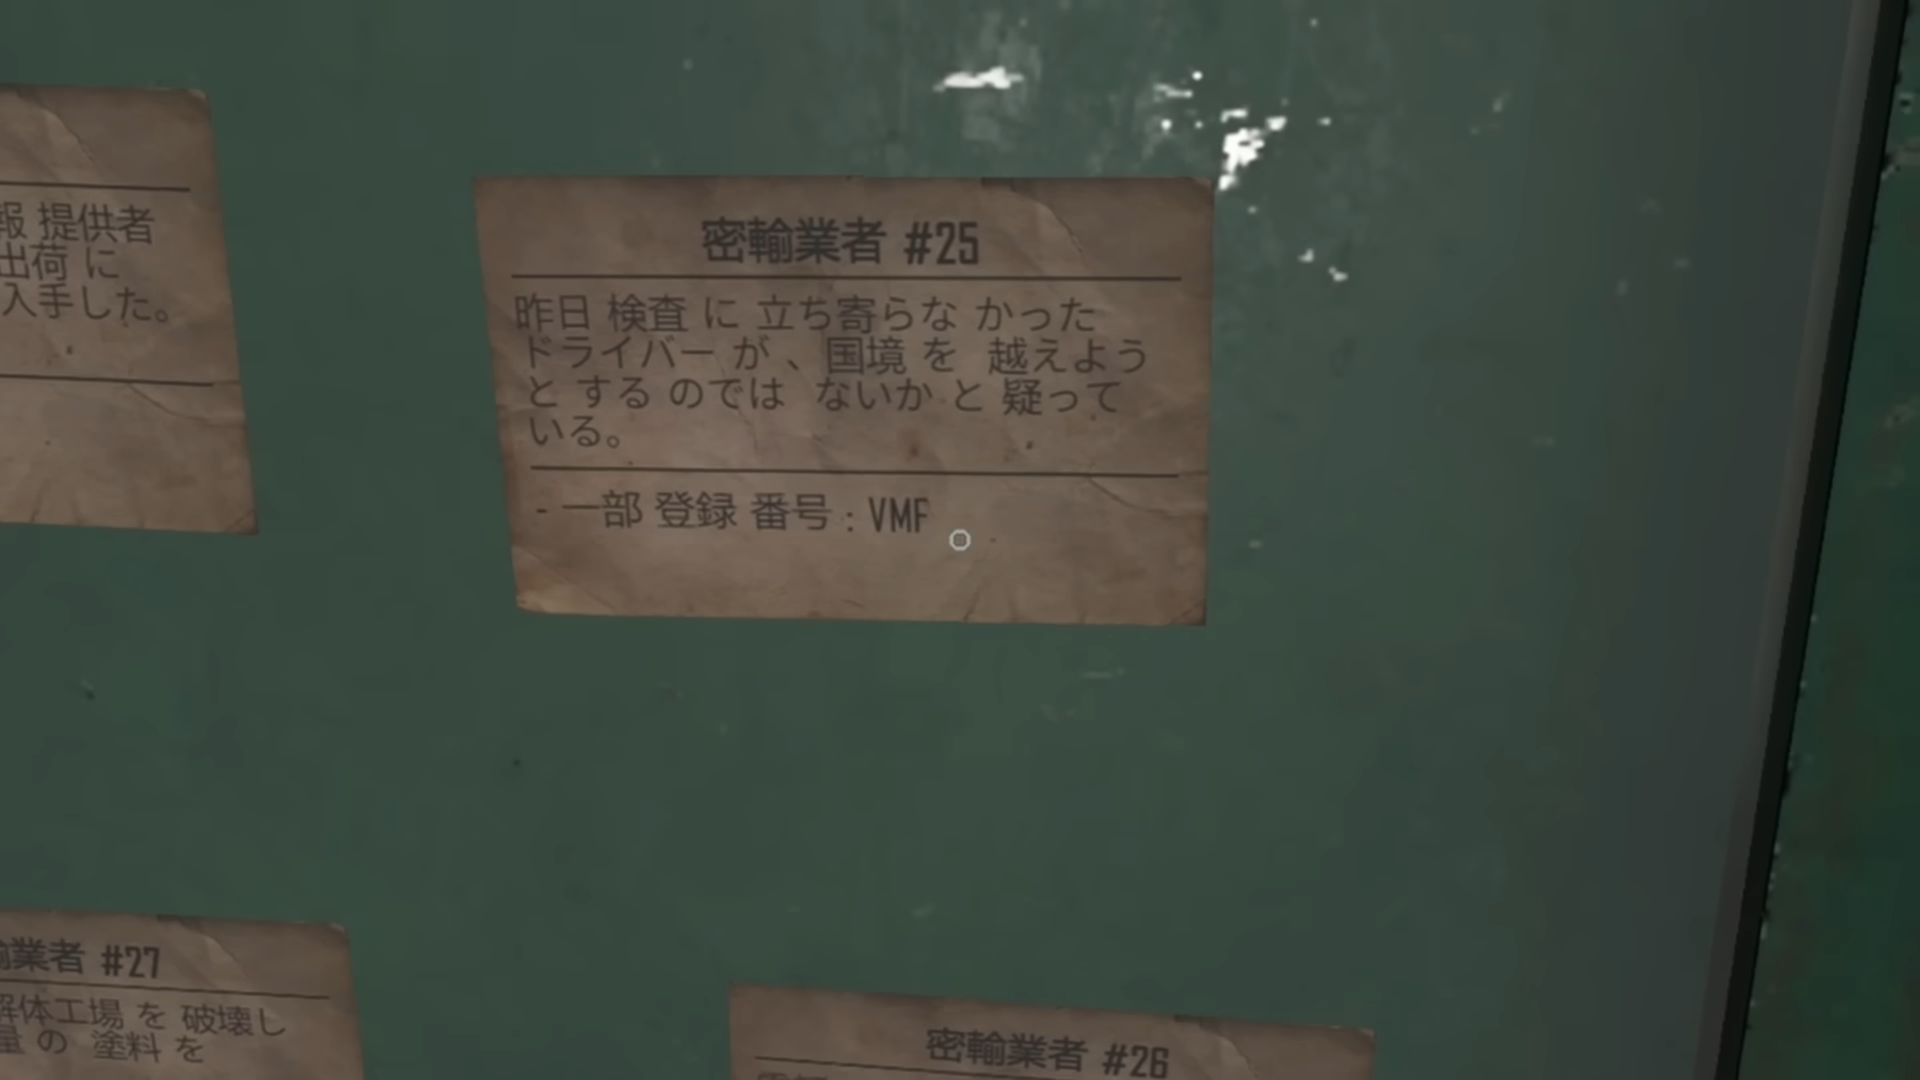 報 提供者
出荷 に
入手した。
密輸業者 #25
昨日 検査 に 立ち寄らな かった
ドライバー が 、国境 を 越えよう
と する のでは ないか と 疑って
いる。
- 一部 登録 番号 : VMF
輸業者 #27
解体工場 を 破壊し
量 の 塗料 を
密輸業者 #26